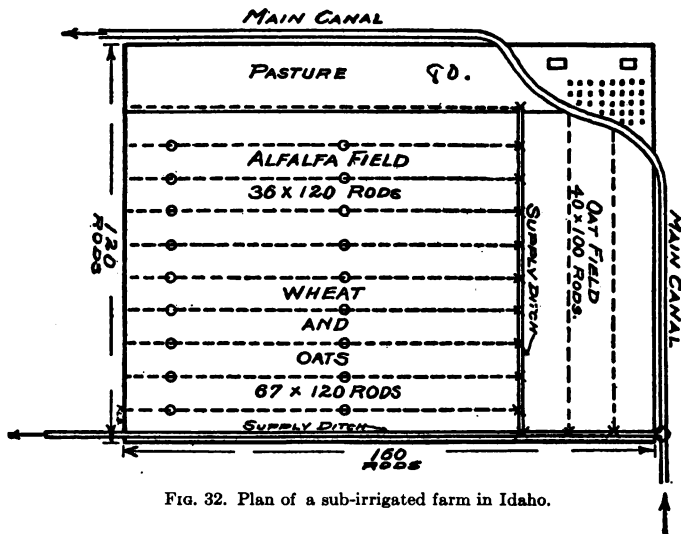 MAIN CANAL
PASTURE
ALFALFA FIELD
36 X 120 RODS
WHEAT
AND
OATS
67 X 120 RODS
SUPPLY DITCH
SUPPLY DITCH
OAT FIELD
40 X 100 RODS.
MAIN CANAL
120
RODS
160
RODS
FIG. 32. Plan of a sub-irrigated farm in Idaho.